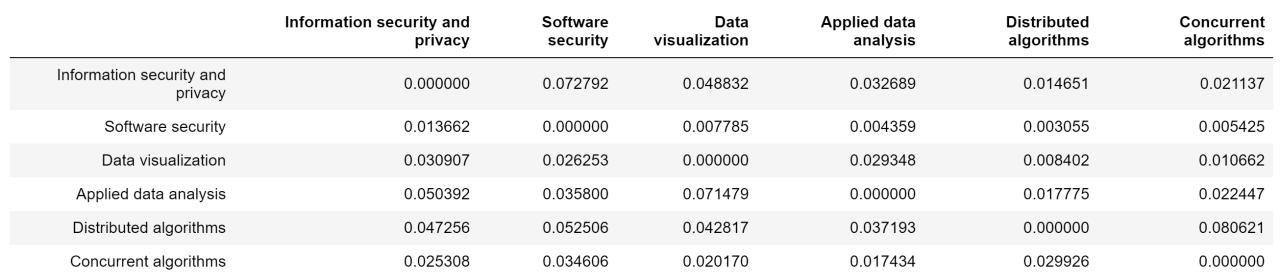 Information security and privacy Software security Data visualization Applied data analysis Distributed algorithms Concurrent algorithms
Information security and privacy 0.000000 0.072792 0.048832 0.032689 0.014651 0.021137
Software security 0.013662 0.000000 0.007785 0.004359 0.003055 0.005425
Data visualization 0.030907 0.026253 0.000000 0.029348 0.008402 0.010662
Applied data analysis 0.050392 0.035800 0.071479 0.000000 0.017775 0.022447
Distributed algorithms 0.047256 0.052506 0.042817 0.037193 0.000000 0.080621
Concurrent algorithms 0.025308 0.034606 0.020170 0.017434 0.029926 0.000000